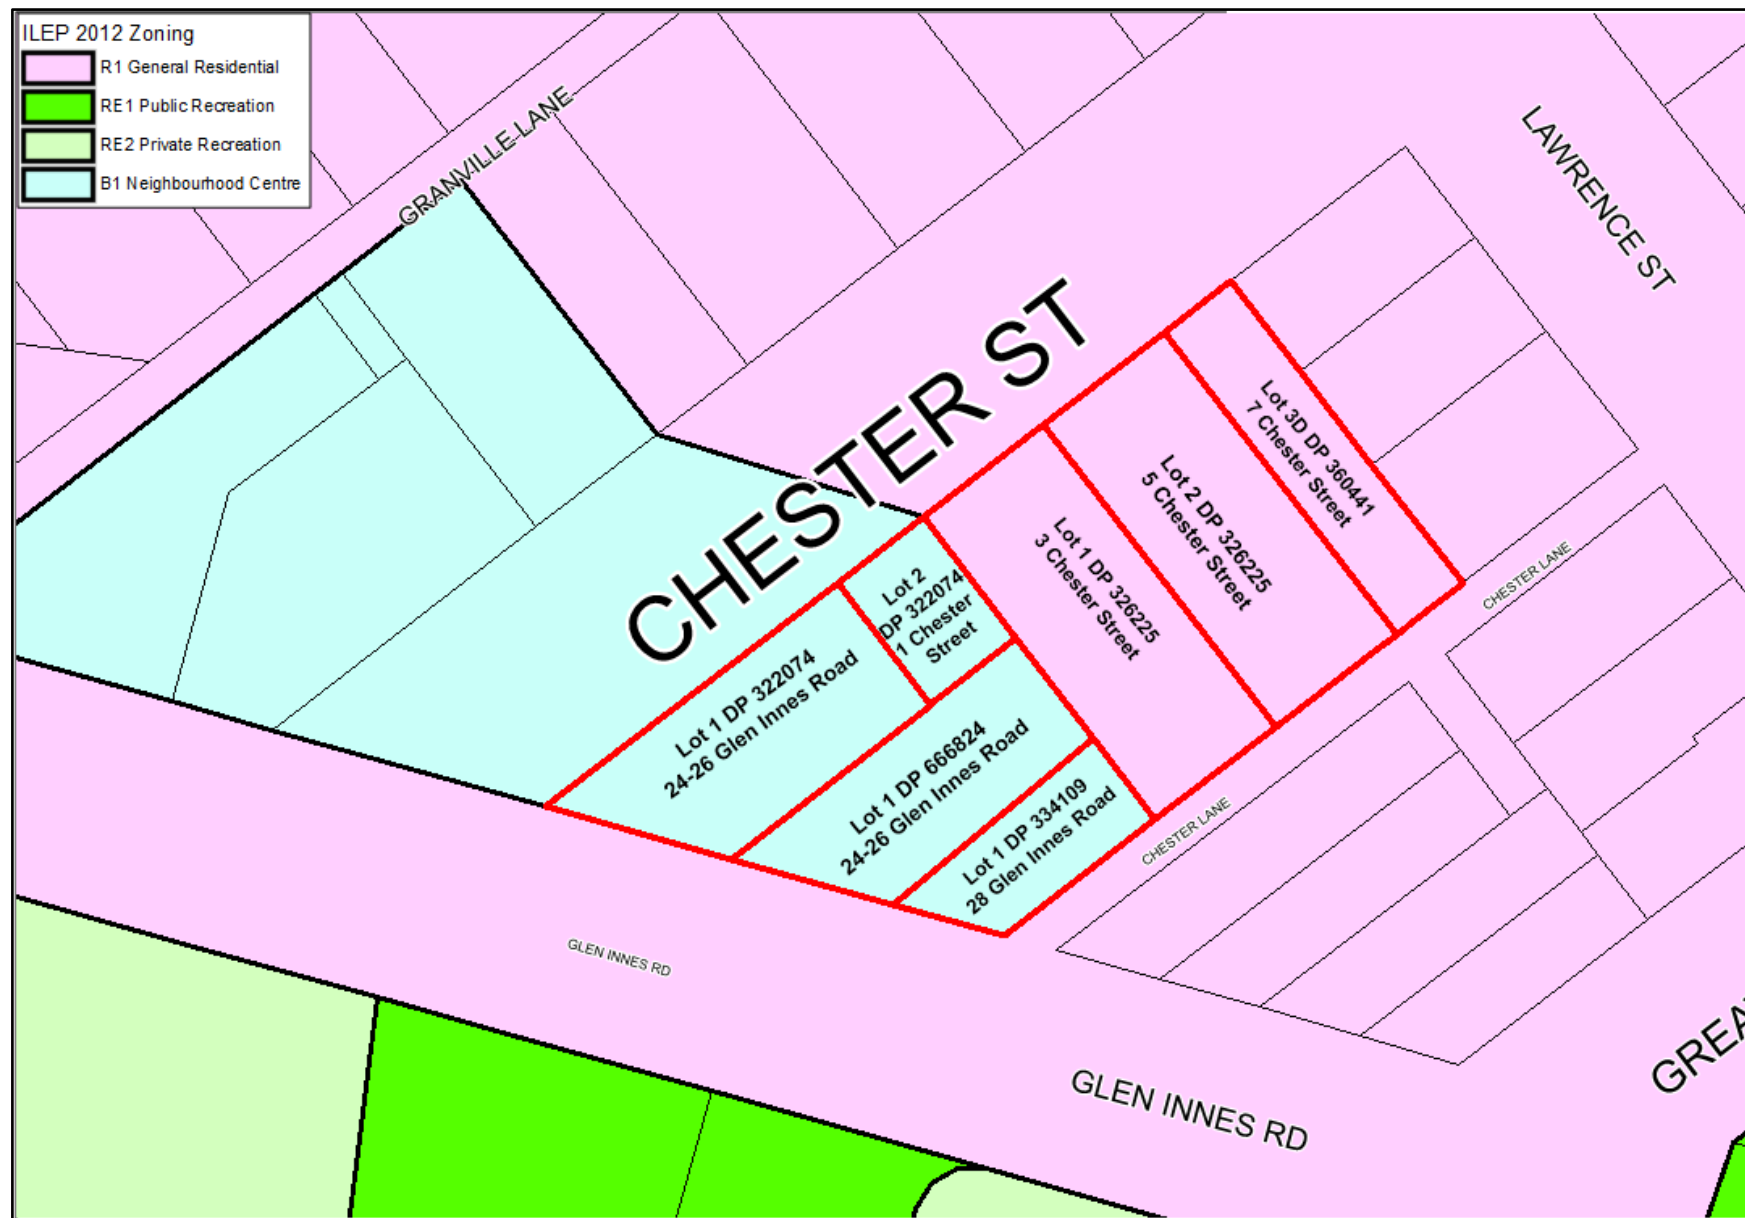 ILEP 2012 Zoning
R1 General Residential
RE1 Public Recreation
RE2 Private Recreation
B1 Neighbourhood Centre
GRANVILLE LANE
LAWRENCE ST
CHESTER ST
Lot 3D DP 360441
7 Chester Street
Lot 2 DP 326225
5 Chester Street
Lot 1 DP 326225
3 Chester Street
Lot 2
DP 322074
1 Chester
Street
Lot 1 DP 322074
24-26 Glen Innes Road
Lot 1 DP 666824
24-26 Glen Innes Road
Lot 1 DP 334109
28 Glen Innes Road
CHESTER LANE
CHESTER LANE
GLEN INNES RD
GLEN INNES RD